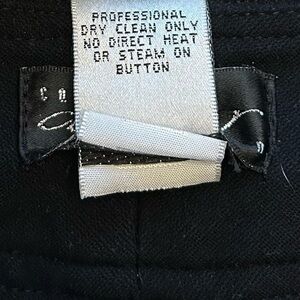 PROFESSIONAL
DRY CLEAN ONLY
NO DIRECT HEAT
OR STEAM ON
BUTTON